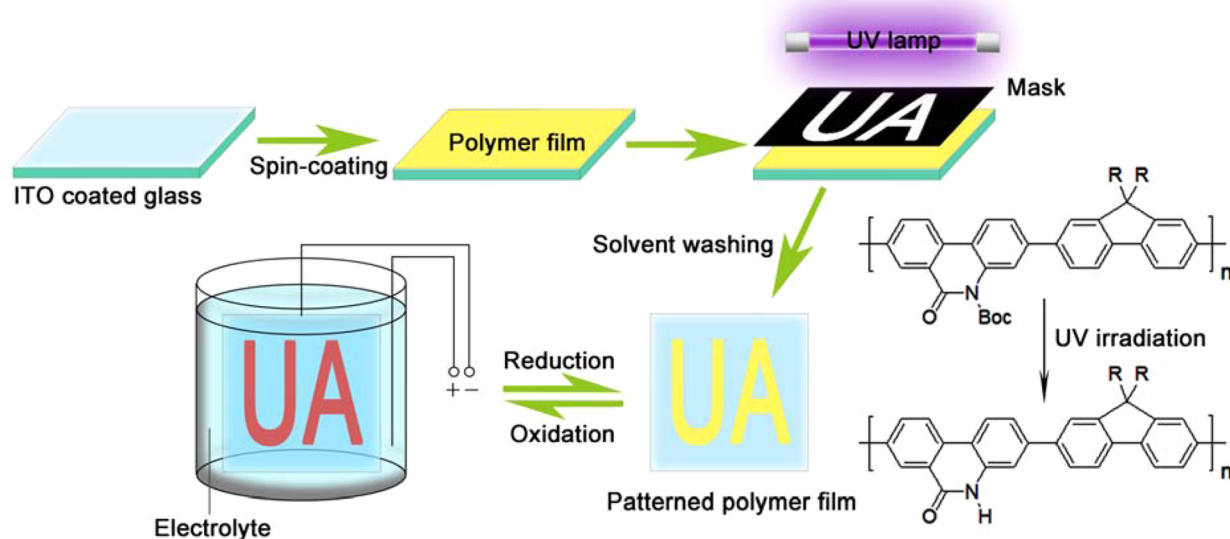 UV lamp
Mask
UA
Polymer film
Spin-coating
ITO coated glass
Solvent washing
R R
n
O
N
Boc
UV irradiation
R R
n
O
N
H
UA
Reduction
+ −
Oxidation
UA
Patterned polymer film
Electrolyte